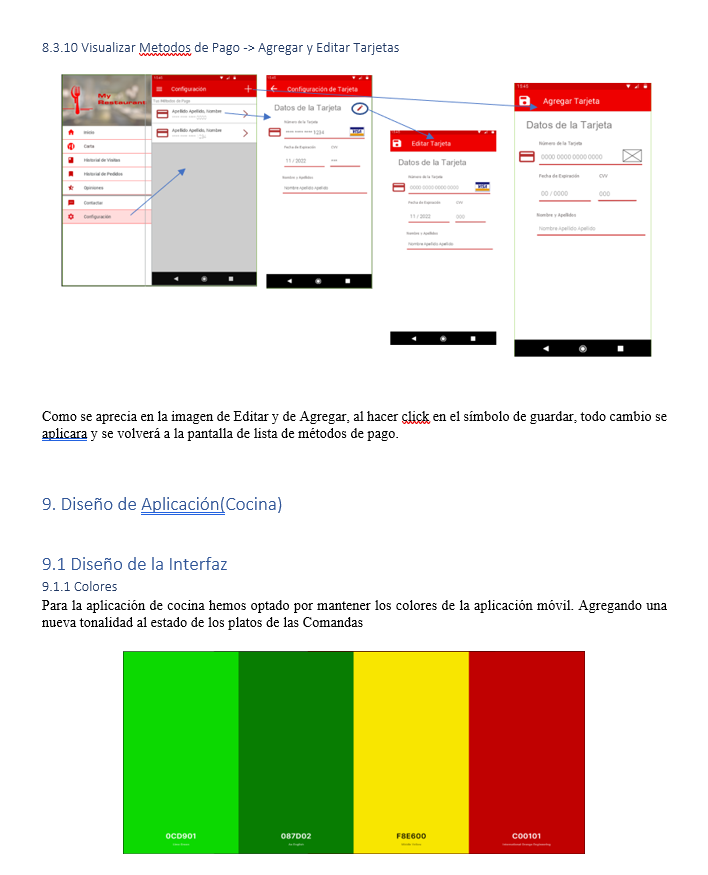 8.3.10 Visualizar Metodos de Pago -> Agregar y Editar Tarjetas
My
Restaurant
Inicio
Carta
Historial de Visitas
Historial de Pedidos
Opiniones
Contactar
Configuración
Configuración
Tus Métodos de Pago
Apellido Apellido, Nombre
Apellido Apellido, Nombre
Configuración de Tarjeta
Datos de la Tarjeta
Número de la Tarjeta
1234
VISA
Fecha de Expiración CVV
11 / 2022 ***
Nombre y Apellidos
Nombre Apellido Apellido
Editar Tarjeta
Datos de la Tarjeta
Número de la Tarjeta
0000 0000 0000 0000
VISA
Fecha de Expiración CVV
11 / 2022 000
Nombre y Apellidos
Nombre Apellido Apellido
1545
Agregar Tarjeta
Datos de la Tarjeta
Número de la Tarjeta
0000 0000 0000 0000
Fecha de Expiración CVV
00 / 0000 000
Nombre y Apellidos
Nombre Apellido Apellido
Como se aprecia en la imagen de Editar y de Agregar, al hacer click en el símbolo de guardar, todo cambio se
aplicara y se volverá a la pantalla de lista de métodos de pago.
9. Diseño de Aplicación(Cocina)
9.1 Diseño de la Interfaz
9.1.1 Colores
Para la aplicación de cocina hemos optado por mantener los colores de la aplicación móvil. Agregando una
nueva tonalidad al estado de los platos de las Comandas
0CD901
087D02
F8E600
C00101